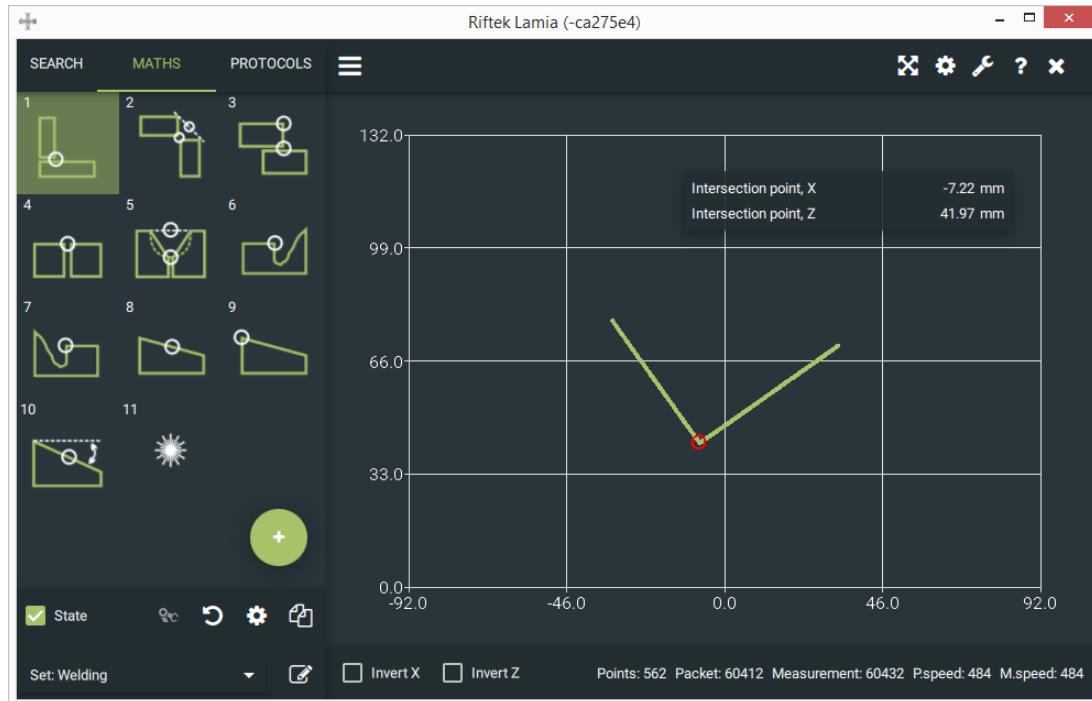 Riftek Lamia (-ca275e4)
SEARCH MATHS PROTOCOLS
1 2 3
4 5 6
7 8 9
10 11
State
Set: Welding
132.0
99.0
66.0
33.0
0.0
-92.0 -46.0 0.0 46.0 92.0
Intersection point, X -7.22 mm
Intersection point, Z 41.97 mm
Invert X Invert Z Points: 562 Packet: 60412 Measurement: 60432 P.speed: 484 M.speed: 484